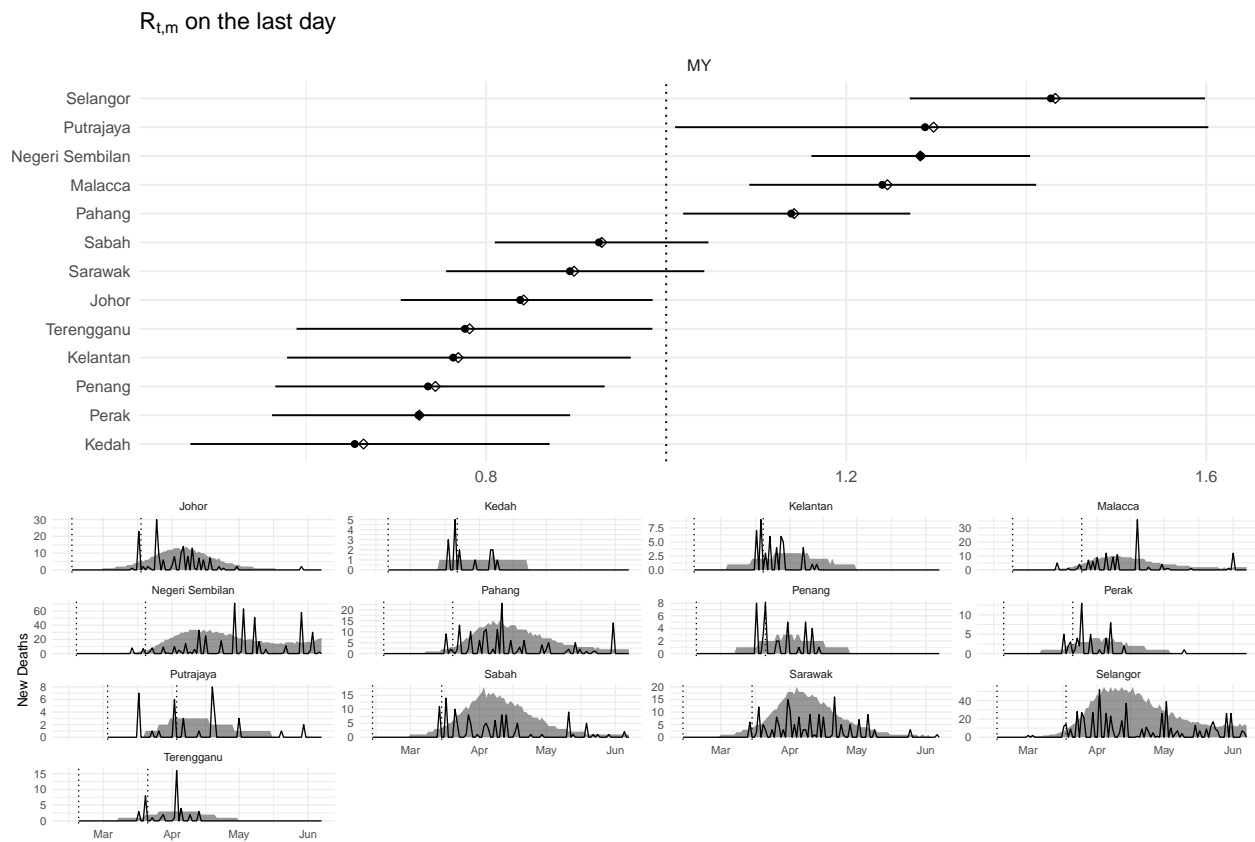 R_t,m on the last day
MY
Selangor
Putrajaya
Negeri Sembilan
Malacca
Pahang
Sabah
Sarawak
Johor
Terengganu
Kelantan
Penang
Perak
Kedah
0.8 1.2 1.6
New Deaths
Johor
30
20
10
0
Kedah
5
4
3
2
1
0
Kelantan
7.5
5.0
2.5
0.0
Malacca
30
20
10
0
Negeri Sembilan
60
40
20
0
Pahang
20
15
10
5
0
Penang
8
6
4
2
0
Perak
10
5
0
Putrajaya
8
6
4
2
0
Sabah
15
10
5
0
Mar Apr May Jun
Sarawak
20
15
10
5
0
Mar Apr May Jun
Selangor
40
20
0
Mar Apr May Jun
Terengganu
15
10
5
0
Mar Apr May Jun